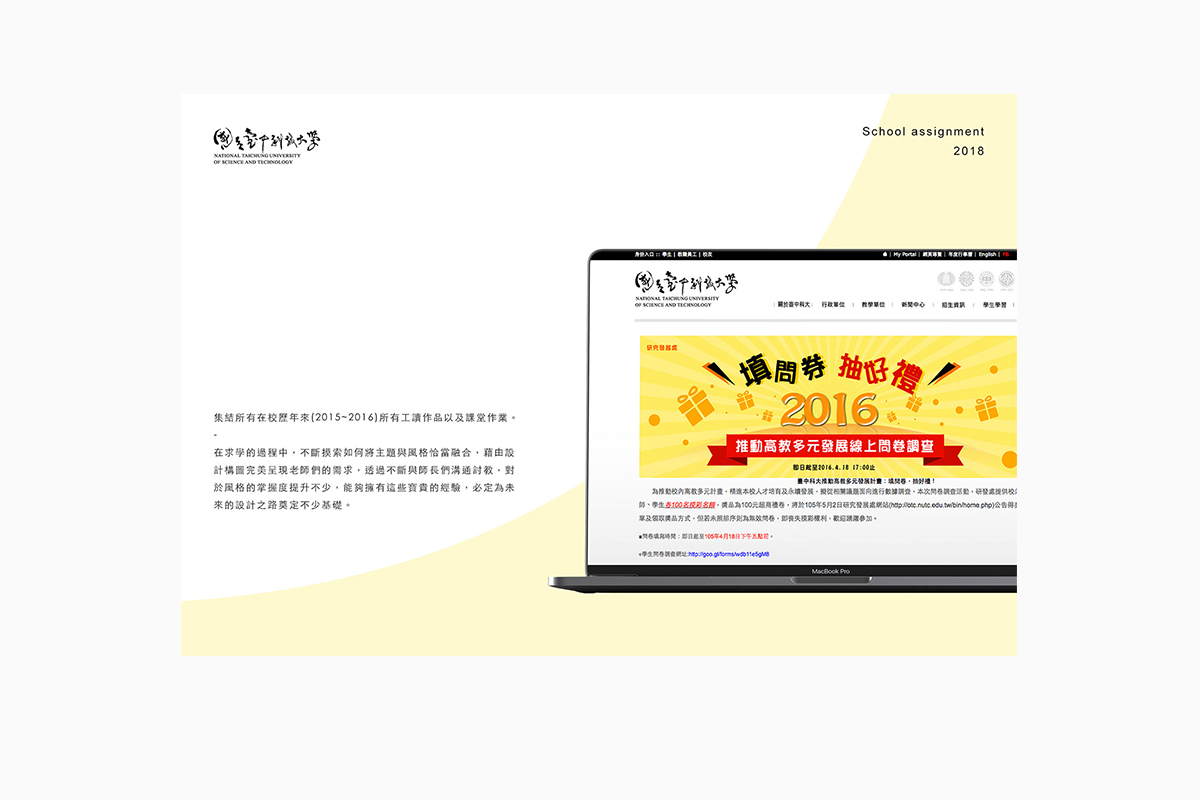 國立臺中科技大學
NATIONAL TAICHUNG UNIVERSITY
OF SCIENCE AND TECHNOLOGY
School assignment
2018
集結所有在校歷年來(2015~2016)所有工讀作品以及課堂作業。
-
在求學的過程中，不斷摸索如何將主題與風格恰當融合，藉由設
計構圖完美呈現老師們的需求，透過不斷與師長們溝通討教，對
於風格的掌握度提升不少，能夠擁有這些寶貴的經驗，必定為未
來的設計之路奠定不少基礎。
身份入口 :: 學生 | 教職員工 | 校友
| My Portal | 網頁導覽 | 年度行事曆 | English |
國立臺中科技大學
NATIONAL TAICHUNG UNIVERSITY
OF SCIENCE AND TECHNOLOGY
| 關於臺中科大 | 行政單位 | 教學單位 | 新聞中心 | 招生資訊 | 學生學習 |
研究發展處
填問券 抽好禮
2016
推動高教多元發展線上問卷調查
即日起至2016.4.18 17:00止
臺中科大推動高教多元發展計畫：填問卷，抽好禮！
為推動校內高教多元計畫，精進本校人才培育及永續發展，擬從相關議題面向進行數據調查，本次問卷調查活動，研發處提供校
師、學生各100名摸彩名額，獎品為100元超商禮卷，將於105年5月2日研究發展處網站(http://otc.nutc.edu.tw/bin/home.php)公告得
單及領取獎品方式，但若未照排序則為無效問卷，即喪失摸彩權利，歡迎踴躍參加。
■問卷填寫時間：即日起至105年4月18日下午五點前。
●學生問卷調查網址:http://goo.gl/forms/wdb11e5gM8
MacBook Pro